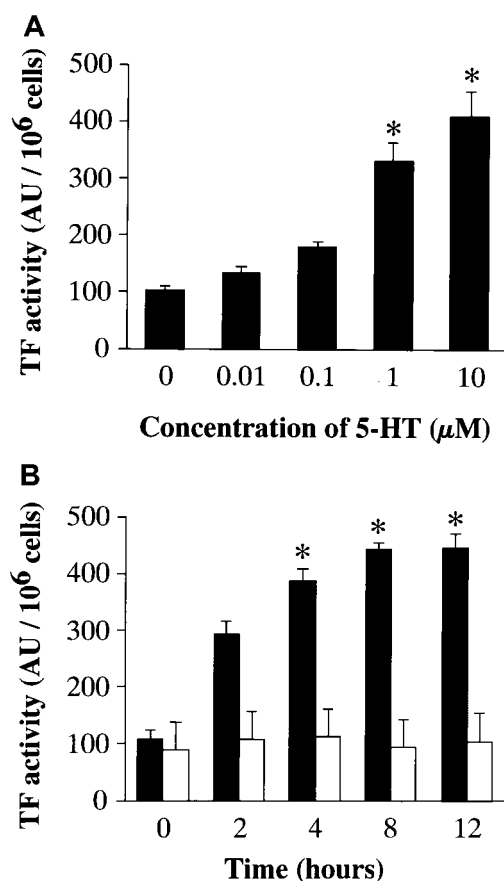 A
TF activity (AU / 10⁶ cells)
500
400
300
200
100
0
* *
0 0.01 0.1 1 10
Concentration of 5-HT (μM)
B
TF activity (AU / 10⁶ cells)
500
400
300
200
100
0
* * *
0 2 4 8 12
Time (hours)